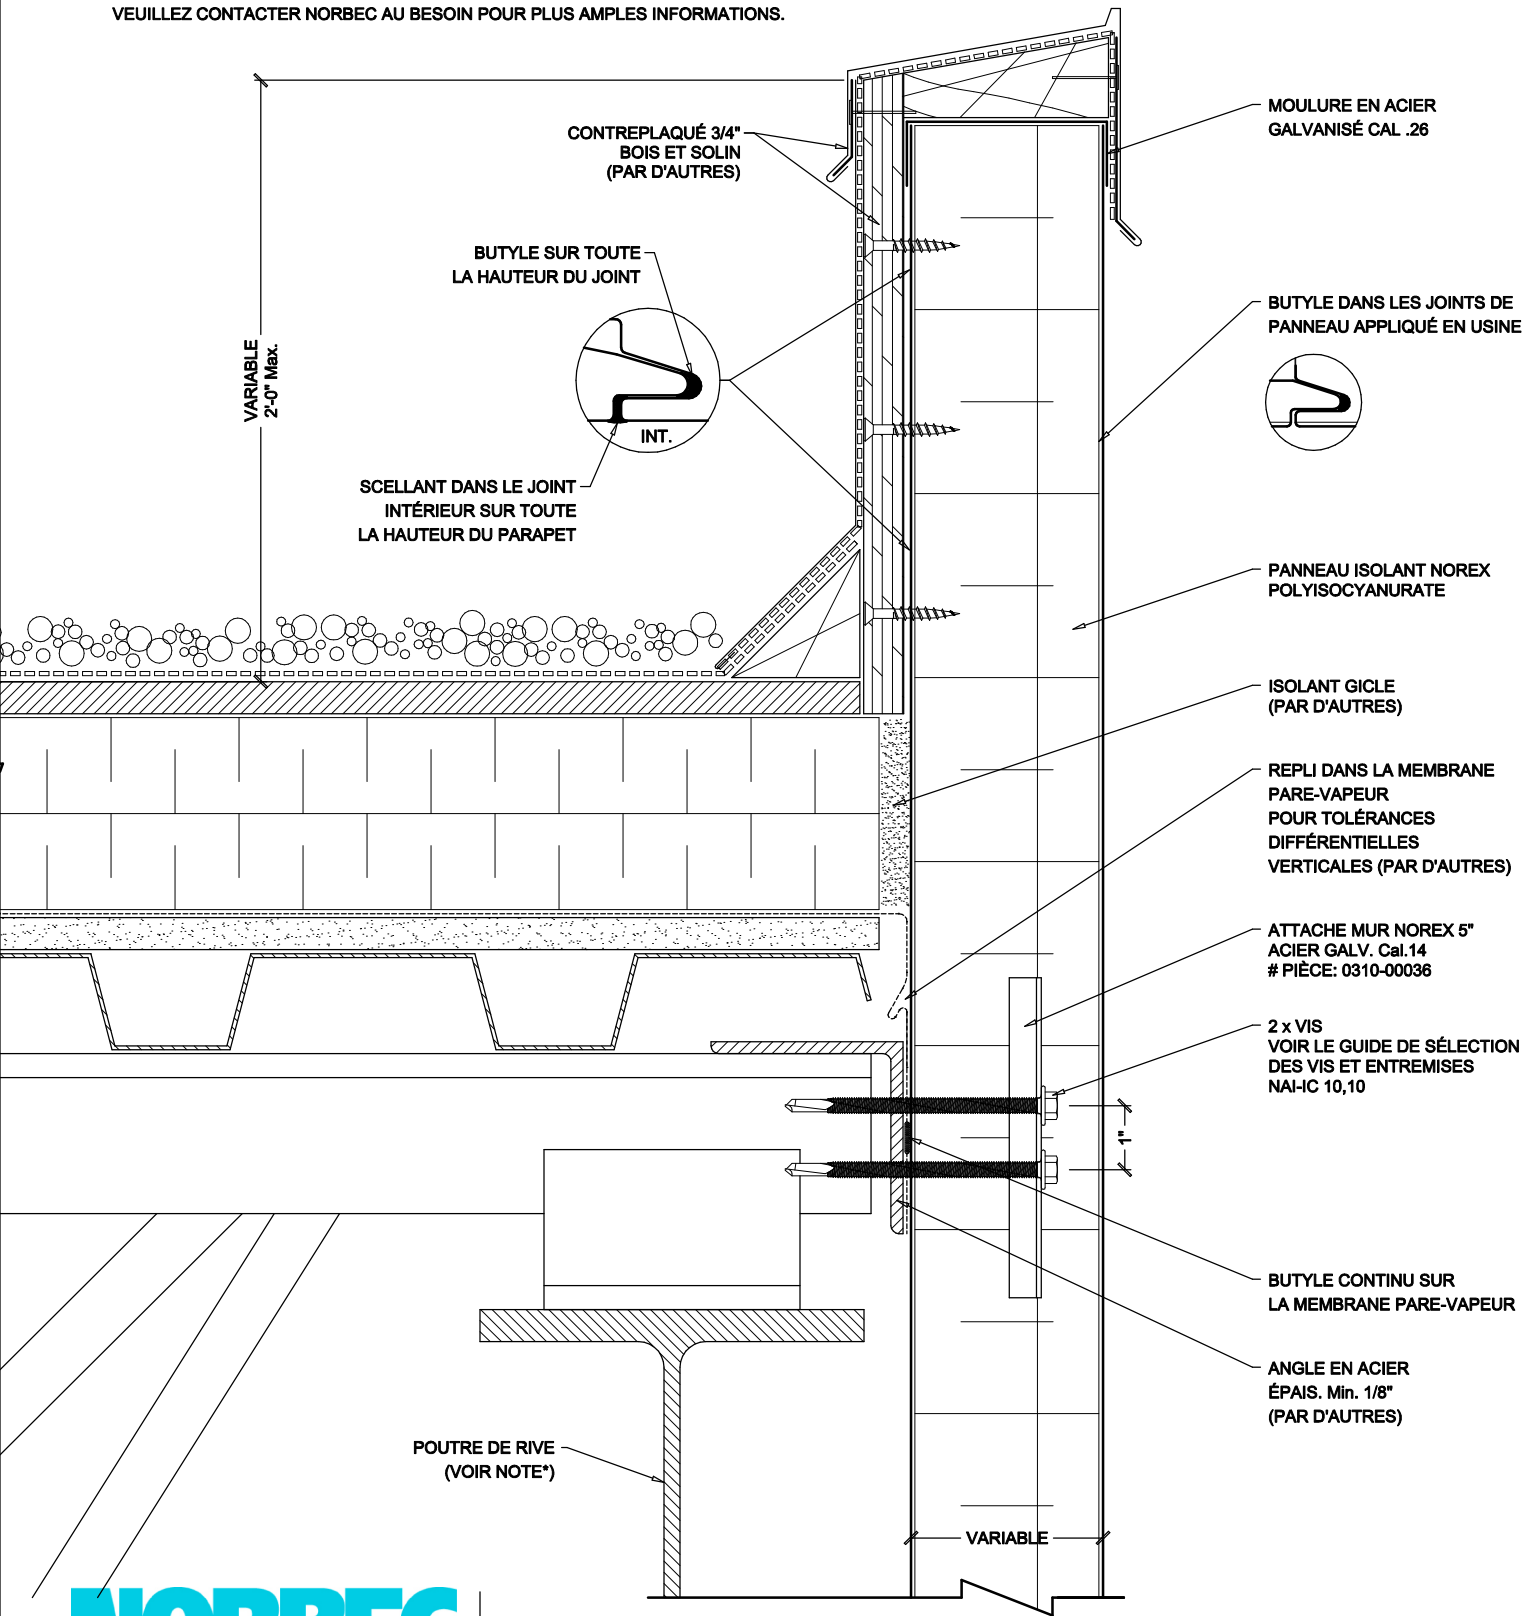 VEUILLEZ CONTACTER NORBEC AU BESOIN POUR PLUS AMPLES INFORMATIONS.
CONTREPLAQUÉ 3/4"
BOIS ET SOLIN
(PAR D'AUTRES)
MOULURE EN ACIER
GALVANISÉ CAL .26
BUTYLE SUR TOUTE
LA HAUTEUR DU JOINT
BUTYLE DANS LES JOINTS DE
PANNEAU APPLIQUÉ EN USINE
VARIABLE
2'-0" Max.
INT.
SCELLANT DANS LE JOINT
INTÉRIEUR SUR TOUTE
LA HAUTEUR DU PARAPET
PANNEAU ISOLANT NOREX
POLYISOCYANURATE
ISOLANT GICLE
(PAR D'AUTRES)
REPLI DANS LA MEMBRANE
PARE-VAPEUR
POUR TOLÉRANCES
DIFFÉRENTIELLES
VERTICALES (PAR D'AUTRES)
ATTACHE MUR NOREX 5"
ACIER GALV. Cal.14
# PIÈCE: 0310-00036
2 x VIS
VOIR LE GUIDE DE SÉLECTION
DES VIS ET ENTREMISES
NAI-IC 10,10
1"
BUTYLE CONTINU SUR
LA MEMBRANE PARE-VAPEUR
ANGLE EN ACIER
ÉPAIS. Min. 1/8"
(PAR D'AUTRES)
POUTRE DE RIVE
(VOIR NOTE*)
VARIABLE
NORBEC